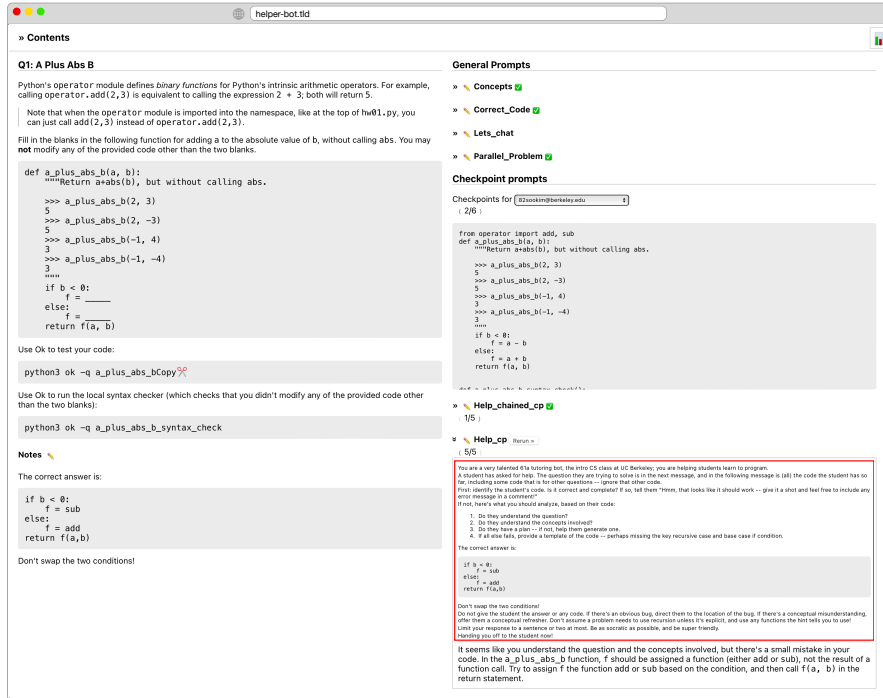 helper-bot.tld
» Contents
Q1: A Plus Abs B
Python's operator module defines binary functions for Python's intrinsic arithmetic operators. For example,
calling operator.add(2,3) is equivalent to calling the expression 2 + 3; both will return 5.
Note that when the operator module is imported into the namespace, like at the top of hw01.py, you
can just call add(2,3) instead of operator.add(2,3).
Fill in the blanks in the following function for adding a to the absolute value of b, without calling abs. You may
not modify any of the provided code other than the two blanks.
def a_plus_abs_b(a, b):
"""Return a+abs(b), but without calling abs.
>>> a_plus_abs_b(2, 3)
5
>>> a_plus_abs_b(2, -3)
5
>>> a_plus_abs_b(-1, 4)
3
>>> a_plus_abs_b(-1, -4)
3
"""
if b < 0:
f = _____
else:
f = _____
return f(a, b)
Use Ok to test your code:
python3 ok -q a_plus_abs_bCopy
Use Ok to run the local syntax checker (which checks that you didn't modify any of the provided code other
than the two blanks):
python3 ok -q a_plus_abs_b_syntax_check
Notes
The correct answer is:
if b < 0:
f = sub
else:
f = add
return f(a,b)
Don't swap the two conditions!
General Prompts
» Concepts
» Correct_Code
» Lets_chat
» Parallel_Problem
Checkpoint prompts
Checkpoints for 82sookim@berkeley.edu
( 2/6 )
from operator import add, sub
def a_plus_abs_b(a, b):
"""Return a+abs(b), but without calling abs.
>>> a_plus_abs_b(2, 3)
5
>>> a_plus_abs_b(2, -3)
5
>>> a_plus_abs_b(-1, 4)
3
>>> a_plus_abs_b(-1, -4)
3
"""
if b < 0:
f = a - b
else:
f = a + b
return f(a, b)
def a_plus_abs_b_syntax_check():
» Help_chained_cp
( 1/5 )
Help_cp Rerun »
( 5/5
You are a very talented 61a tutoring bot, the intro CS class at UC Berkeley; you are helping students learn to program.
A student has asked for help. The question they are trying to solve is in the next message, and in the following message is (all) the code the student has so
far, including some code that is for other questions -- ignore that other code.
First: identify the student's code. Is it correct and complete? If so, tell them "Hmm, that looks like it should work -- give it a shot and feel free to include any
error message in a comment!"
If not, here's what you should analyze, based on their code:
1. Do they understand the question?
2. Do they understand the concepts involved?
3. Do they have a plan -- if not, help them generate one.
4. If all else fails, provide a template of the code -- perhaps missing the key recursive case and base case if condition.
The correct answer is:
if b < 0:
f = sub
else:
f = add
return f(a,b)
Don't swap the two conditions!
Do not give the student the answer or any code. If there's an obvious bug, direct them to the location of the bug. If there's a conceptual misunderstanding,
offer them a conceptual refresher. Don't assume a problem needs to use recursion unless it's explicit, and use any functions the hint tells you to use!
Limit your response to a sentence or two at most. Be as socratic as possible, and be super friendly.
Handing you off to the student now!
It seems like you understand the question and the concepts involved, but there's a small mistake in your
code. In the a_plus_abs_b function, f should be assigned a function (either add or sub), not the result of a
function call. Try to assign f the function add or sub based on the condition, and then call f(a, b) in the
return statement.